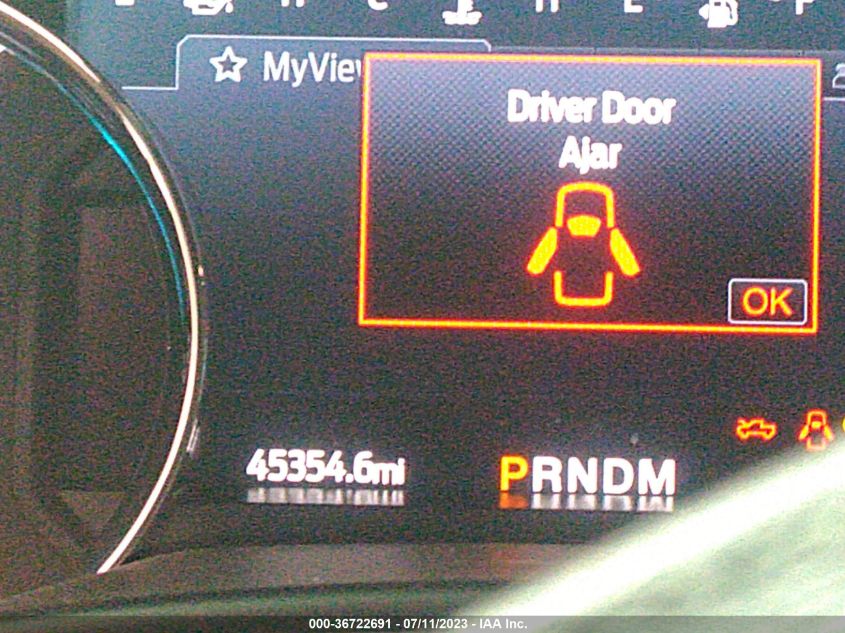 H C H E
MyView
Driver Door
Ajar
OK
45354.6mi
PRNDM
000-36722691 - 07/11/2023 - IAA Inc.